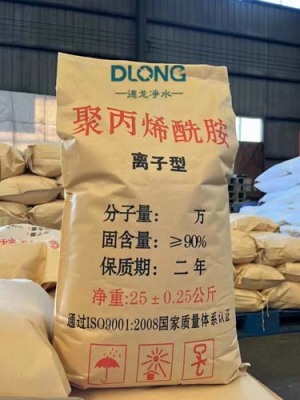 DLONG
德龙净水
聚丙烯酰胺
离子型
分子量： 万
固含量：≥90%
保质期：二年
净重:25±0.25公斤
通过ISO9001:2008国家质量体系认证